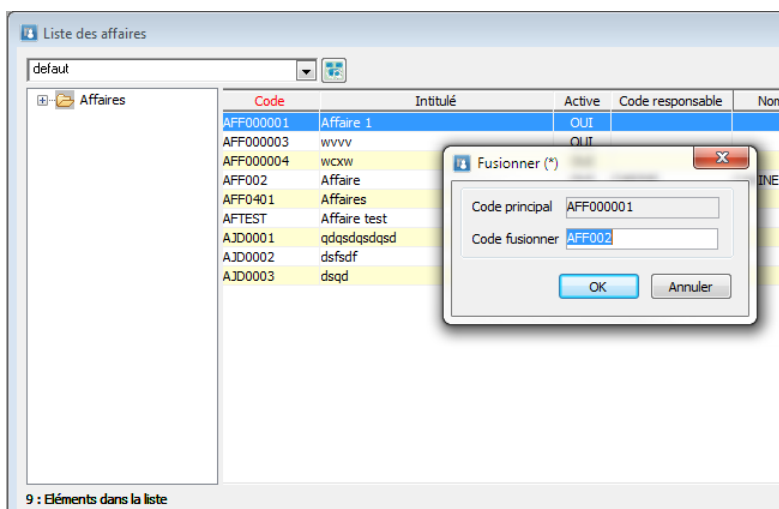 Liste des affaires
defaut
Affaires
Code Intitulé Active Code responsable Nom
AFF000001 Affaire 1 OUI
AFF000003 wvvv OUI
AFF000004 wcxw
AFF002 Affaire INE
AFF0401 Affaires
AFTEST Affaire test
AJD0001 qdqsdqsdqsd
AJD0002 dsfsdf
AJD0003 dsqd
Fusionner (*)
Code principal AFF000001
Code fusionner AFF002
OK Annuler
9 : Eléments dans la liste